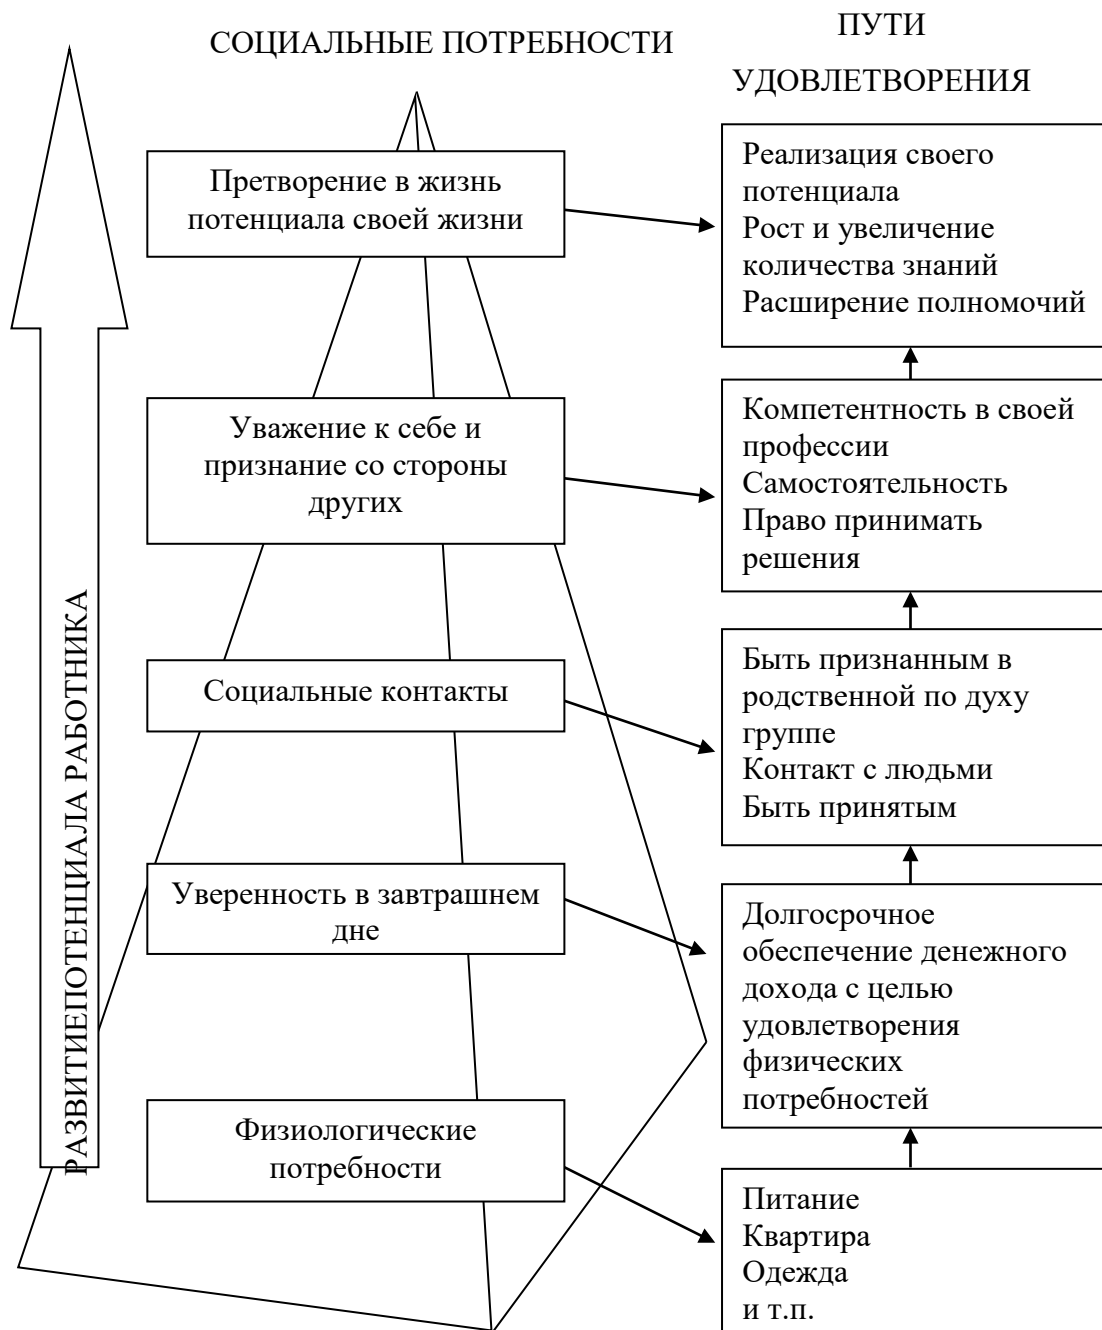 СОЦИАЛЬНЫЕ ПОТРЕБНОСТИ
ПУТИ
УДОВЛЕТВОРЕНИЯ
РАЗВИТИЕПОТЕНЦИАЛА РАБОТНИКА
Претворение в жизнь
потенциала своей жизни
Реализация своего
потенциала
Рост и увеличение
количества знаний
Расширение полномочий
Уважение к себе и
признание со стороны
других
Компетентность в своей
профессии
Самостоятельность
Право принимать
решения
Социальные контакты
Быть признанным в
родственной по духу
группе
Контакт с людьми
Быть принятым
Уверенность в завтрашнем
дне
Долгосрочное
обеспечение денежного
дохода с целью
удовлетворения
физических
потребностей
Физиологические
потребности
Питание
Квартира
Одежда
и т.п.